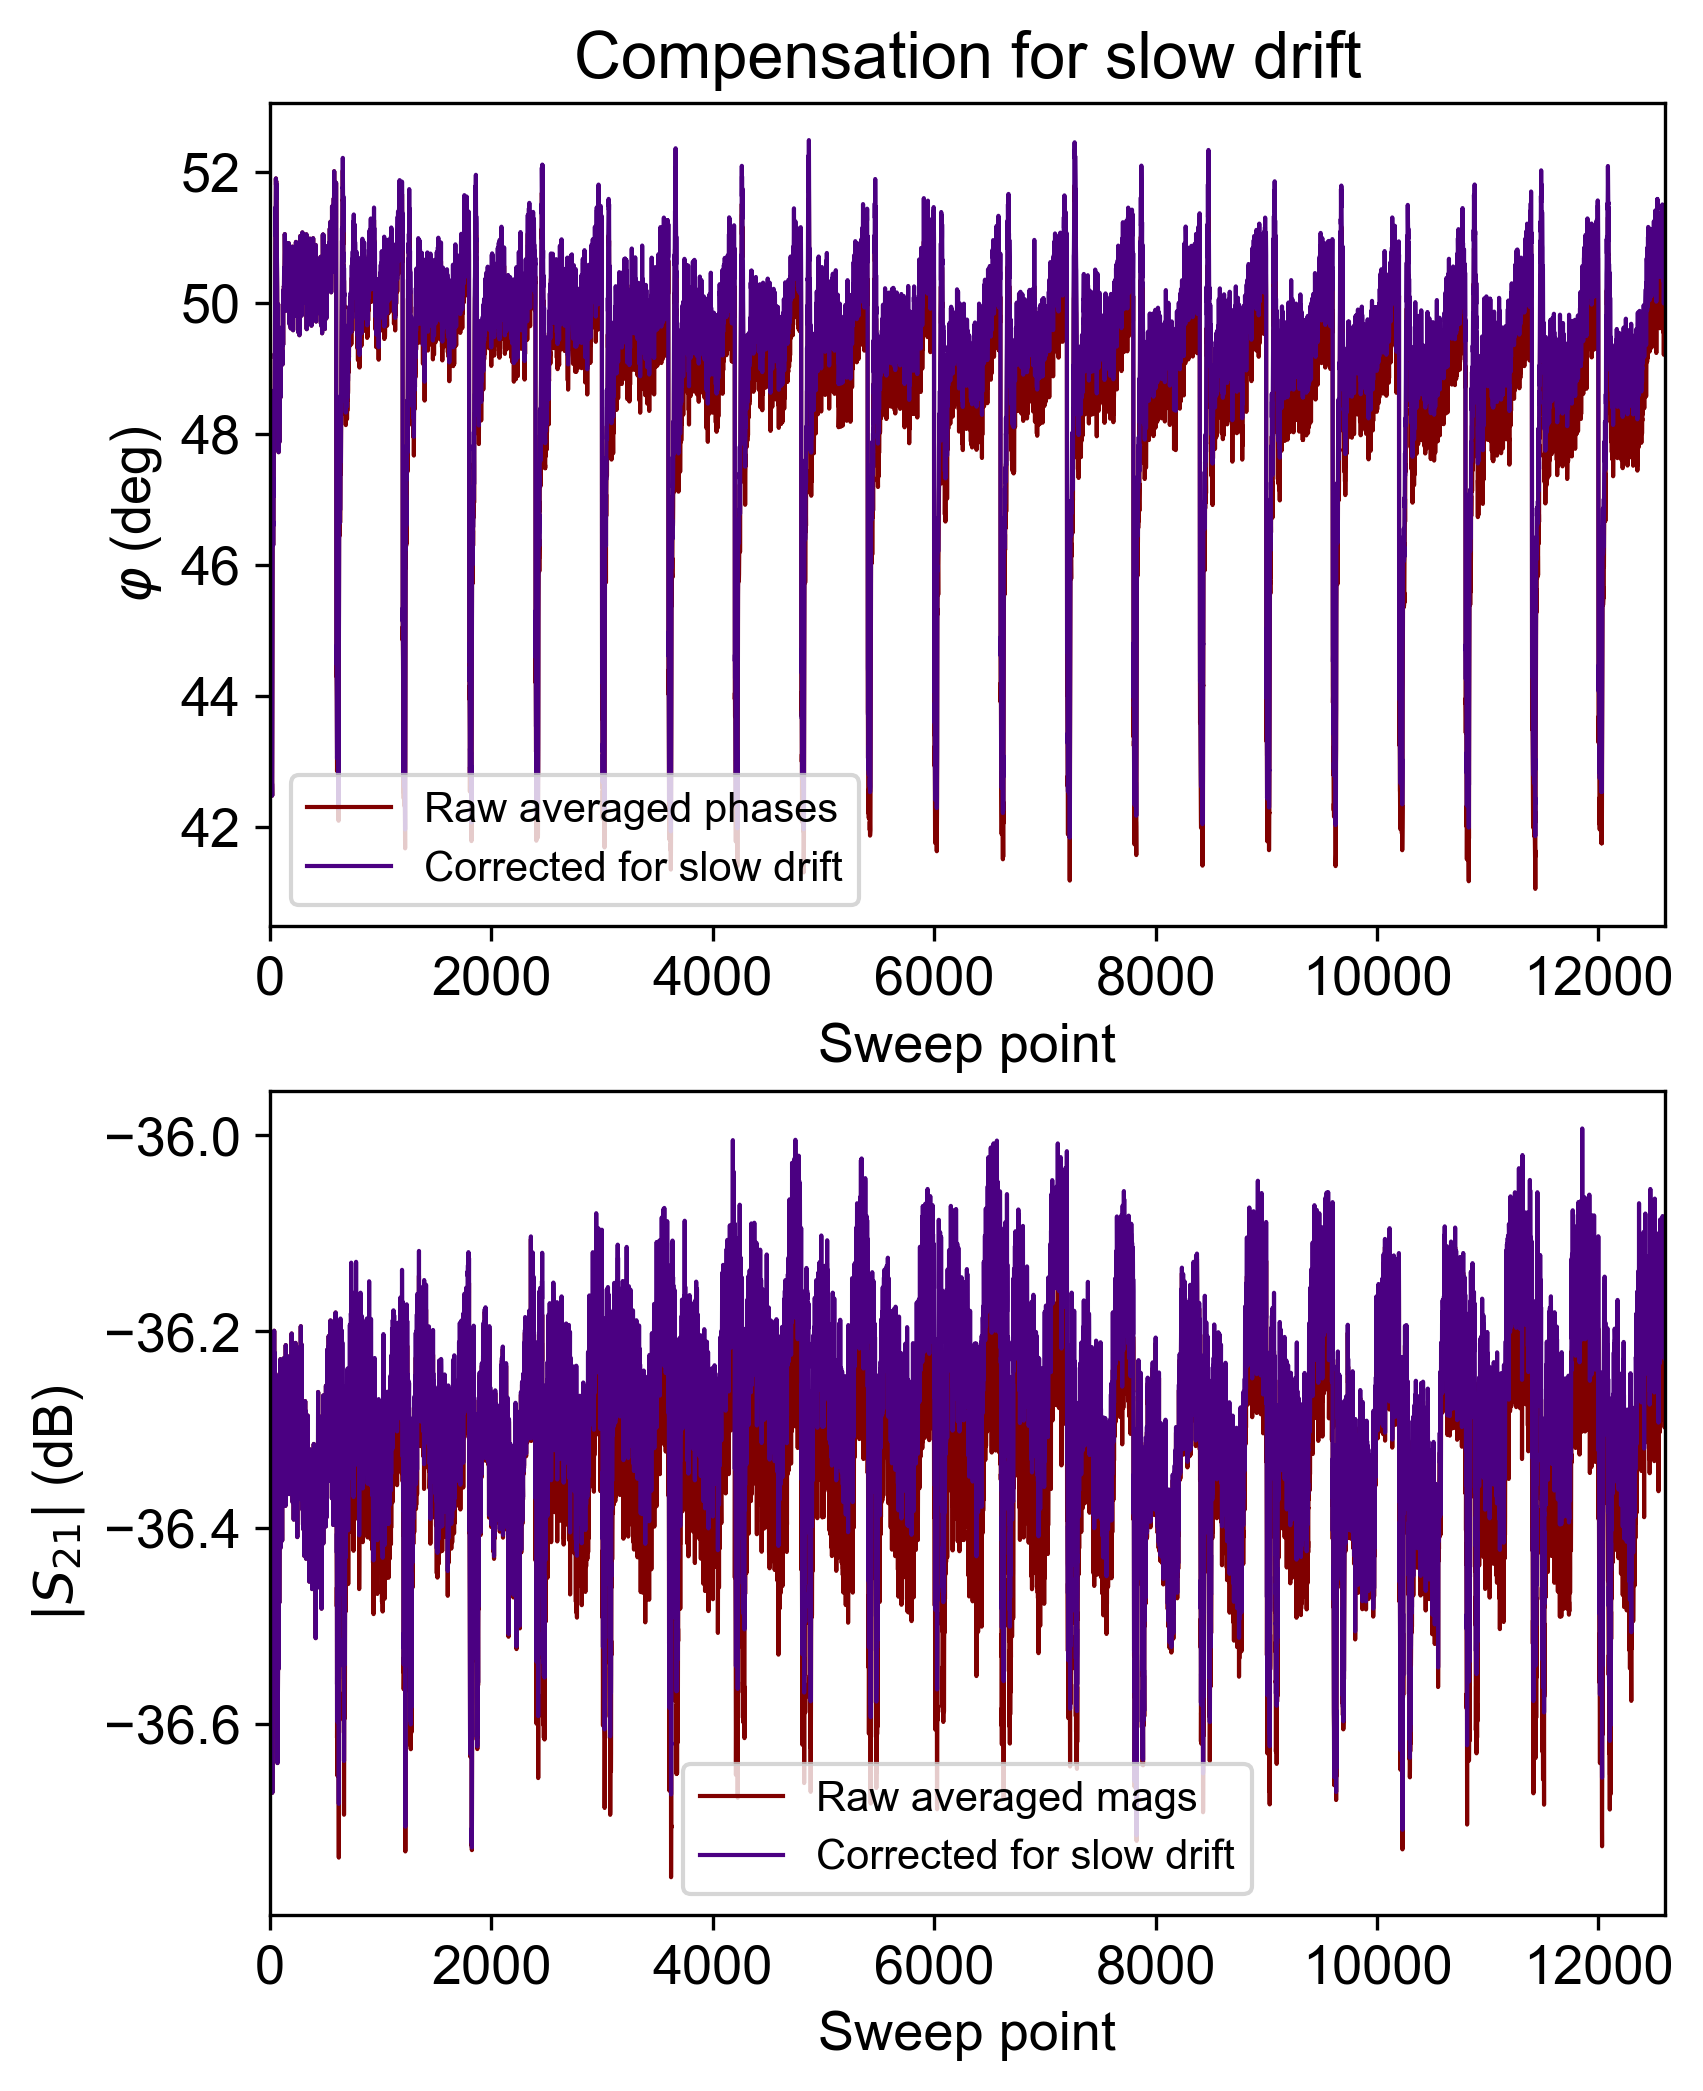 Compensation for slow drift
52
50
48
46
44
42
φ (deg)
Raw averaged phases
Corrected for slow drift
0 2000 4000 6000 8000 10000 12000
Sweep point
−36.0
−36.2
−36.4
−36.6
|S₂₁| (dB)
Raw averaged mags
Corrected for slow drift
0 2000 4000 6000 8000 10000 12000
Sweep point